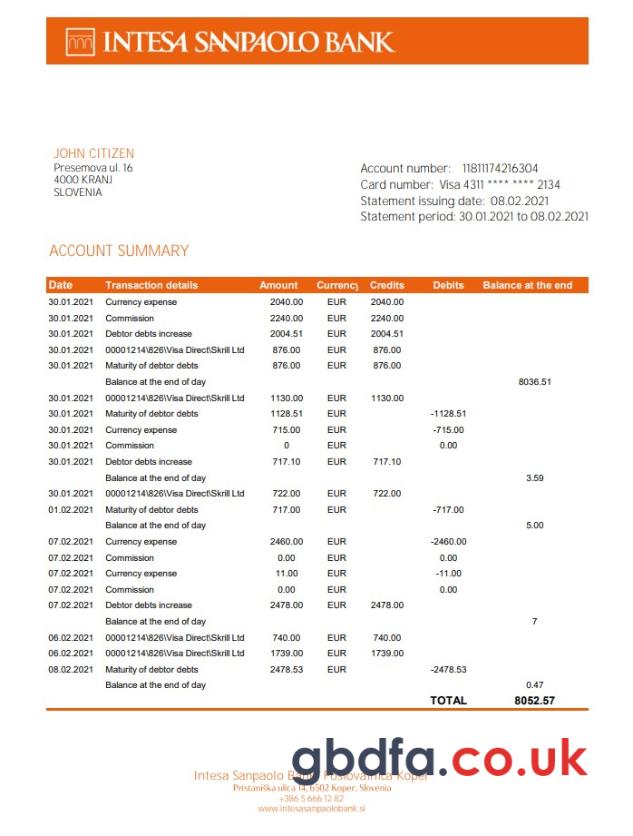 INTESA SANPAOLO BANK
JOHN CITIZEN
Presernova ul. 16
4000 KRANJ
SLOVENIA
Account number: 11811174216304
Card number: Visa 4311 **** **** 2134
Statement issuing date: 08.02.2021
Statement period: 30.01.2021 to 08.02.2021
ACCOUNT SUMMARY
Date Transaction details Amount Currency Credits Debits Balance at the end
30.01.2021 Currency expense 2040.00 EUR 2040.00
30.01.2021 Commission 2240.00 EUR 2240.00
30.01.2021 Debtor debts increase 2004.51 EUR 2004.51
30.01.2021 00001214\826\Visa Direct\Skrill Ltd 876.00 EUR 876.00
30.01.2021 Maturity of debtor debts 876.00 EUR 876.00
Balance at the end of day 8036.51
30.01.2021 00001214\826\Visa Direct\Skrill Ltd 1130.00 EUR 1130.00
30.01.2021 Maturity of debtor debts 1128.51 EUR -1128.51
30.01.2021 Currency expense 715.00 EUR -715.00
30.01.2021 Commission 0 EUR 0.00
30.01.2021 Debtor debts increase 717.10 EUR 717.10
Balance at the end of day 3.59
30.01.2021 00001214\826\Visa Direct\Skrill Ltd 722.00 EUR 722.00
01.02.2021 Maturity of debtor debts 717.00 EUR -717.00
Balance at the end of day 5.00
07.02.2021 Currency expense 2460.00 EUR -2460.00
07.02.2021 Commission 0.00 EUR 0.00
07.02.2021 Currency expense 11.00 EUR -11.00
07.02.2021 Commission 0.00 EUR 0.00
07.02.2021 Debtor debts increase 2478.00 EUR 2478.00
Balance at the end of day 7
06.02.2021 00001214\826\Visa Direct\Skrill Ltd 740.00 EUR 740.00
06.02.2021 00001214\826\Visa Direct\Skrill Ltd 1739.00 EUR 1739.00
08.02.2021 Maturity of debtor debts 2478.53 EUR -2478.53
Balance at the end of day 0.47
TOTAL 8052.57
gbdfa.co.uk
Intesa Sanpaolo Bank Poslovalnica Koper
Pristaniška ulica 14, 6502 Koper, Slovenia
+386 5 666 12 82
www.intesasanpaolobank.si